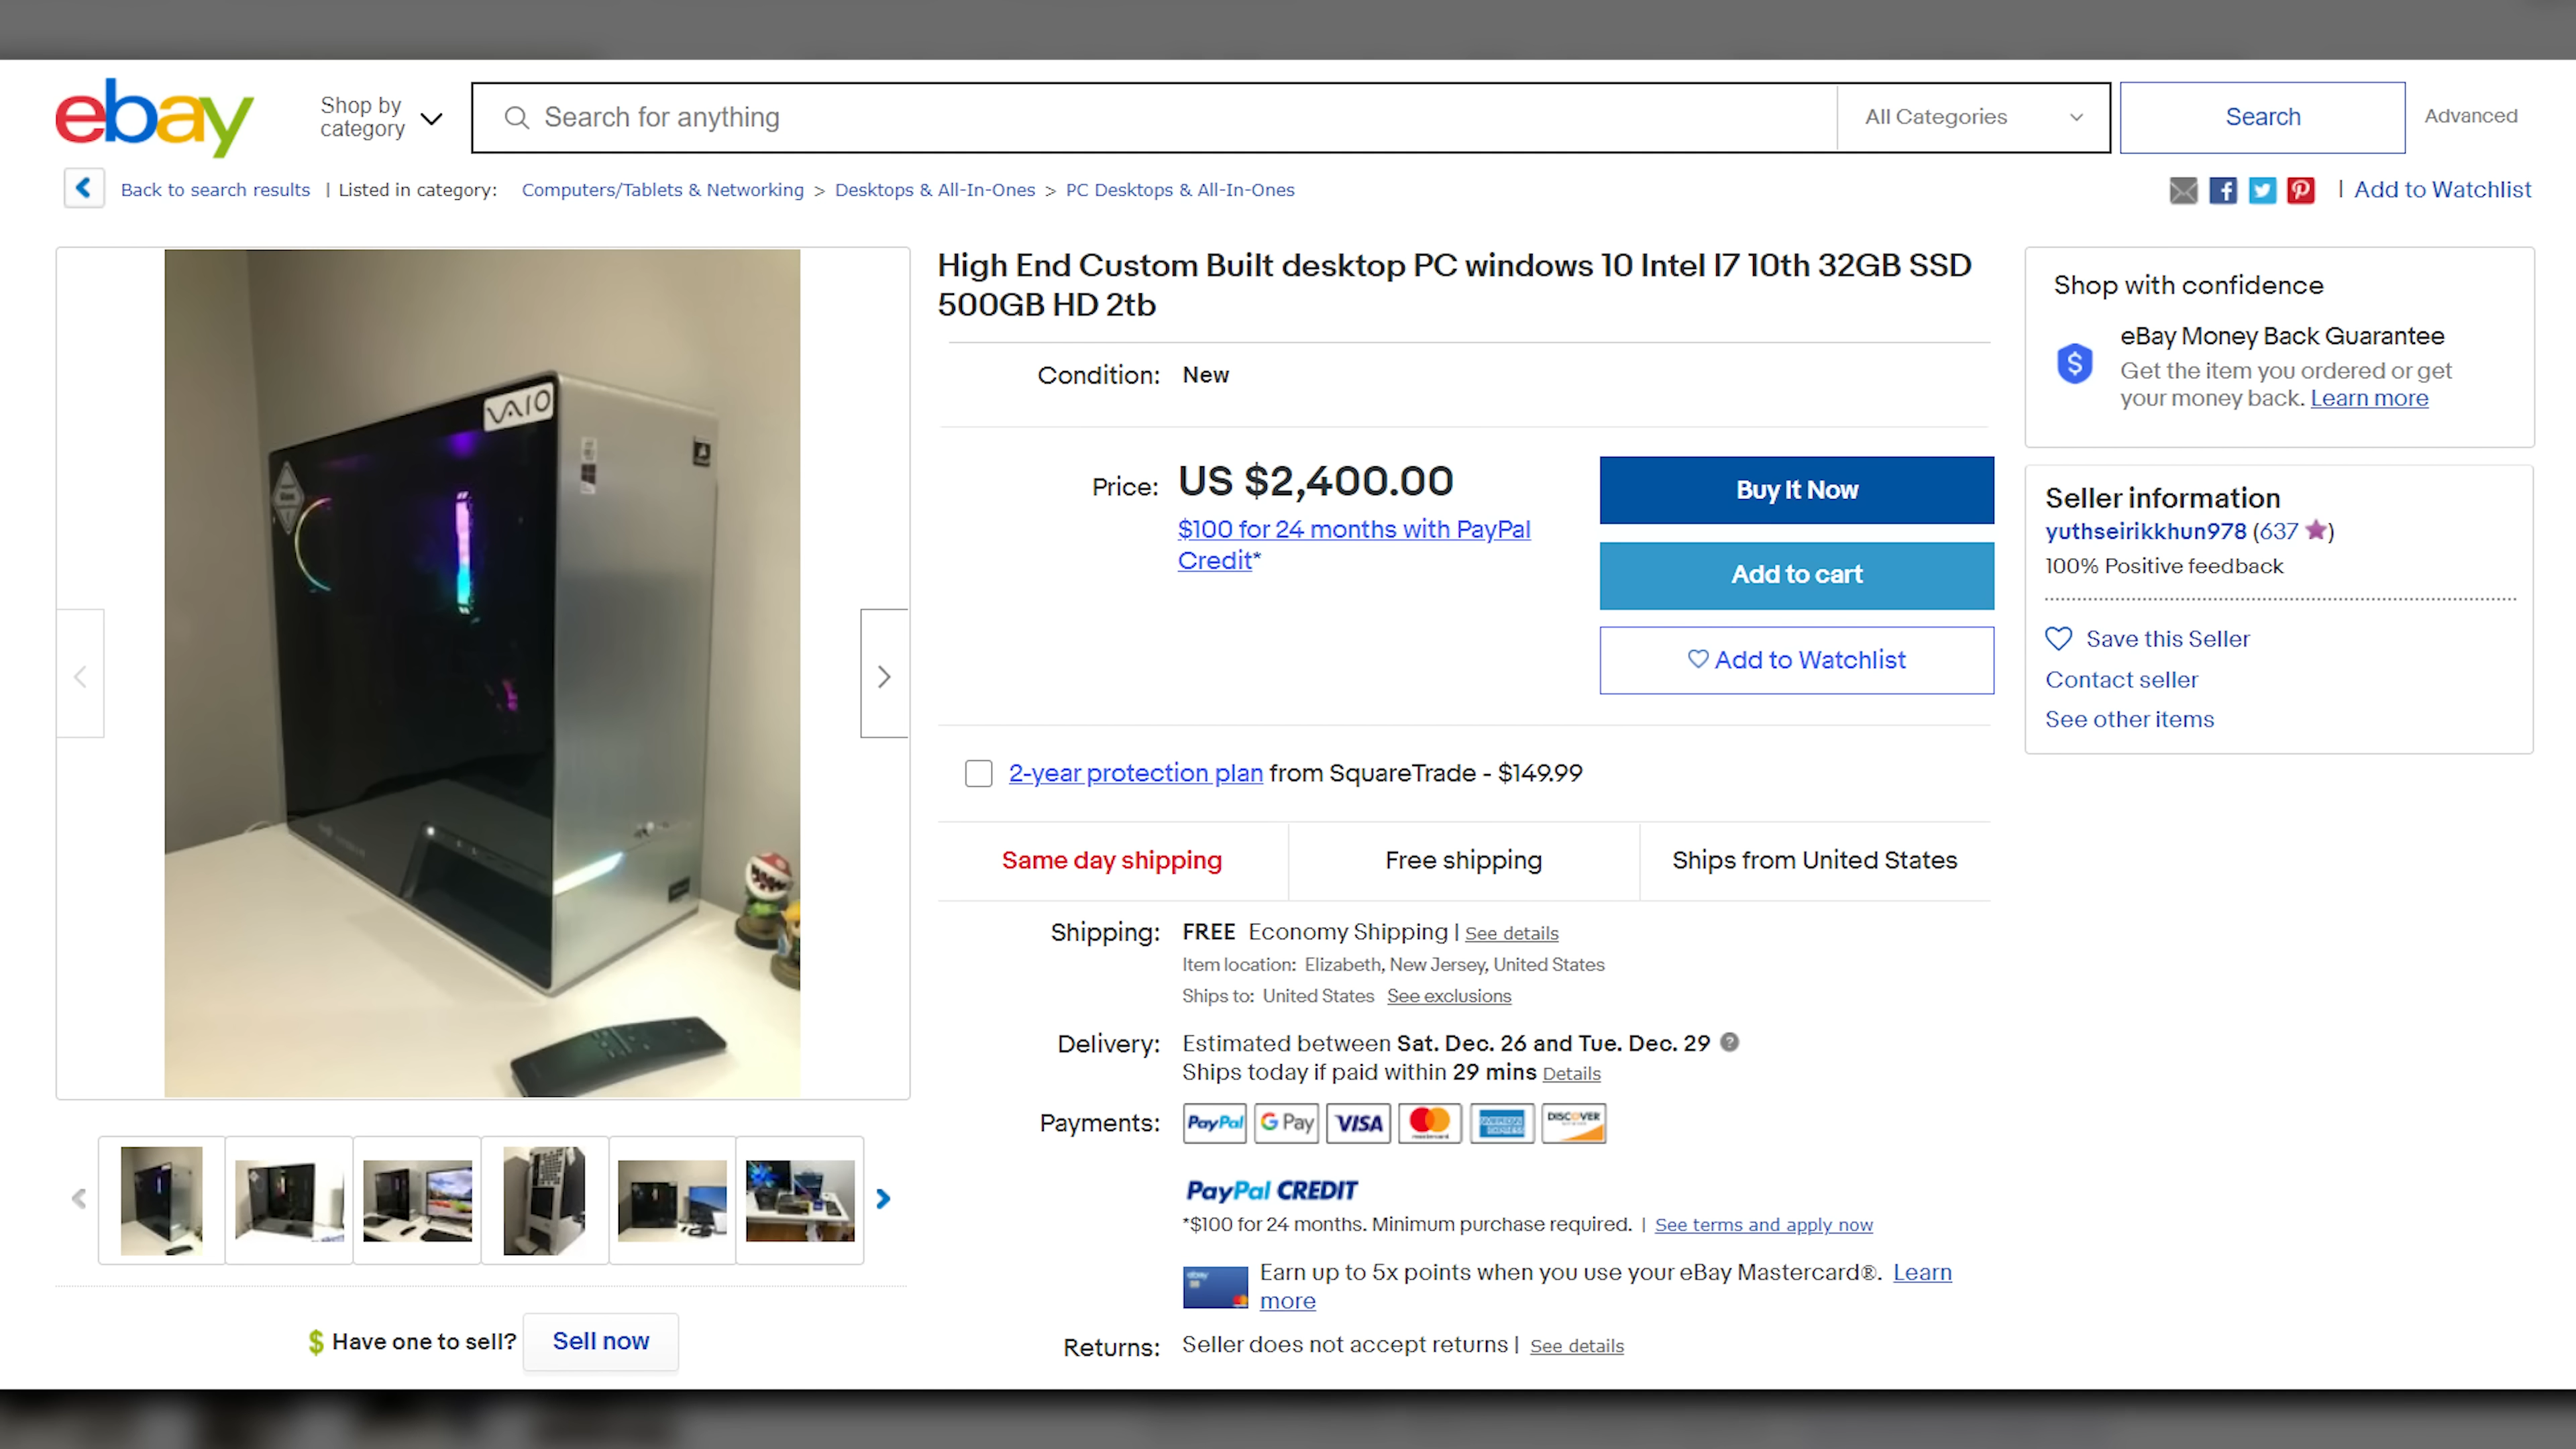 ebay
Shop by
category
Search for anything
All Categories
Search
Advanced
Back to search results | Listed in category: Computers/Tablets & Networking > Desktops & All-In-Ones > PC Desktops & All-In-Ones
| Add to Watchlist
VAIO
High End Custom Built desktop PC windows 10 Intel I7 10th 32GB SSD
500GB HD 2tb
Condition: New
Price: US $2,400.00
$100 for 24 months with PayPal
Credit*
Buy It Now
Add to cart
Add to Watchlist
2-year protection plan from SquareTrade - $149.99
Same day shipping
Free shipping
Ships from United States
Shipping: FREE Economy Shipping | See details
Item location: Elizabeth, New Jersey, United States
Ships to: United States See exclusions
Delivery: Estimated between Sat. Dec. 26 and Tue. Dec. 29 ?
Ships today if paid within 29 mins Details
Payments: PayPal G Pay VISA mastercard AMERICAN EXPRESS DISCOVER
PayPal CREDIT
*$100 for 24 months. Minimum purchase required. | See terms and apply now
ebay
Earn up to 5x points when you use your eBay Mastercard®. Learn
more
Returns: Seller does not accept returns | See details
$ Have one to sell? Sell now
Shop with confidence
$
eBay Money Back Guarantee
Get the item you ordered or get
your money back. Learn more
Seller information
yuthseirikkhun978 (637 ★)
100% Positive feedback
Save this Seller
Contact seller
See other items